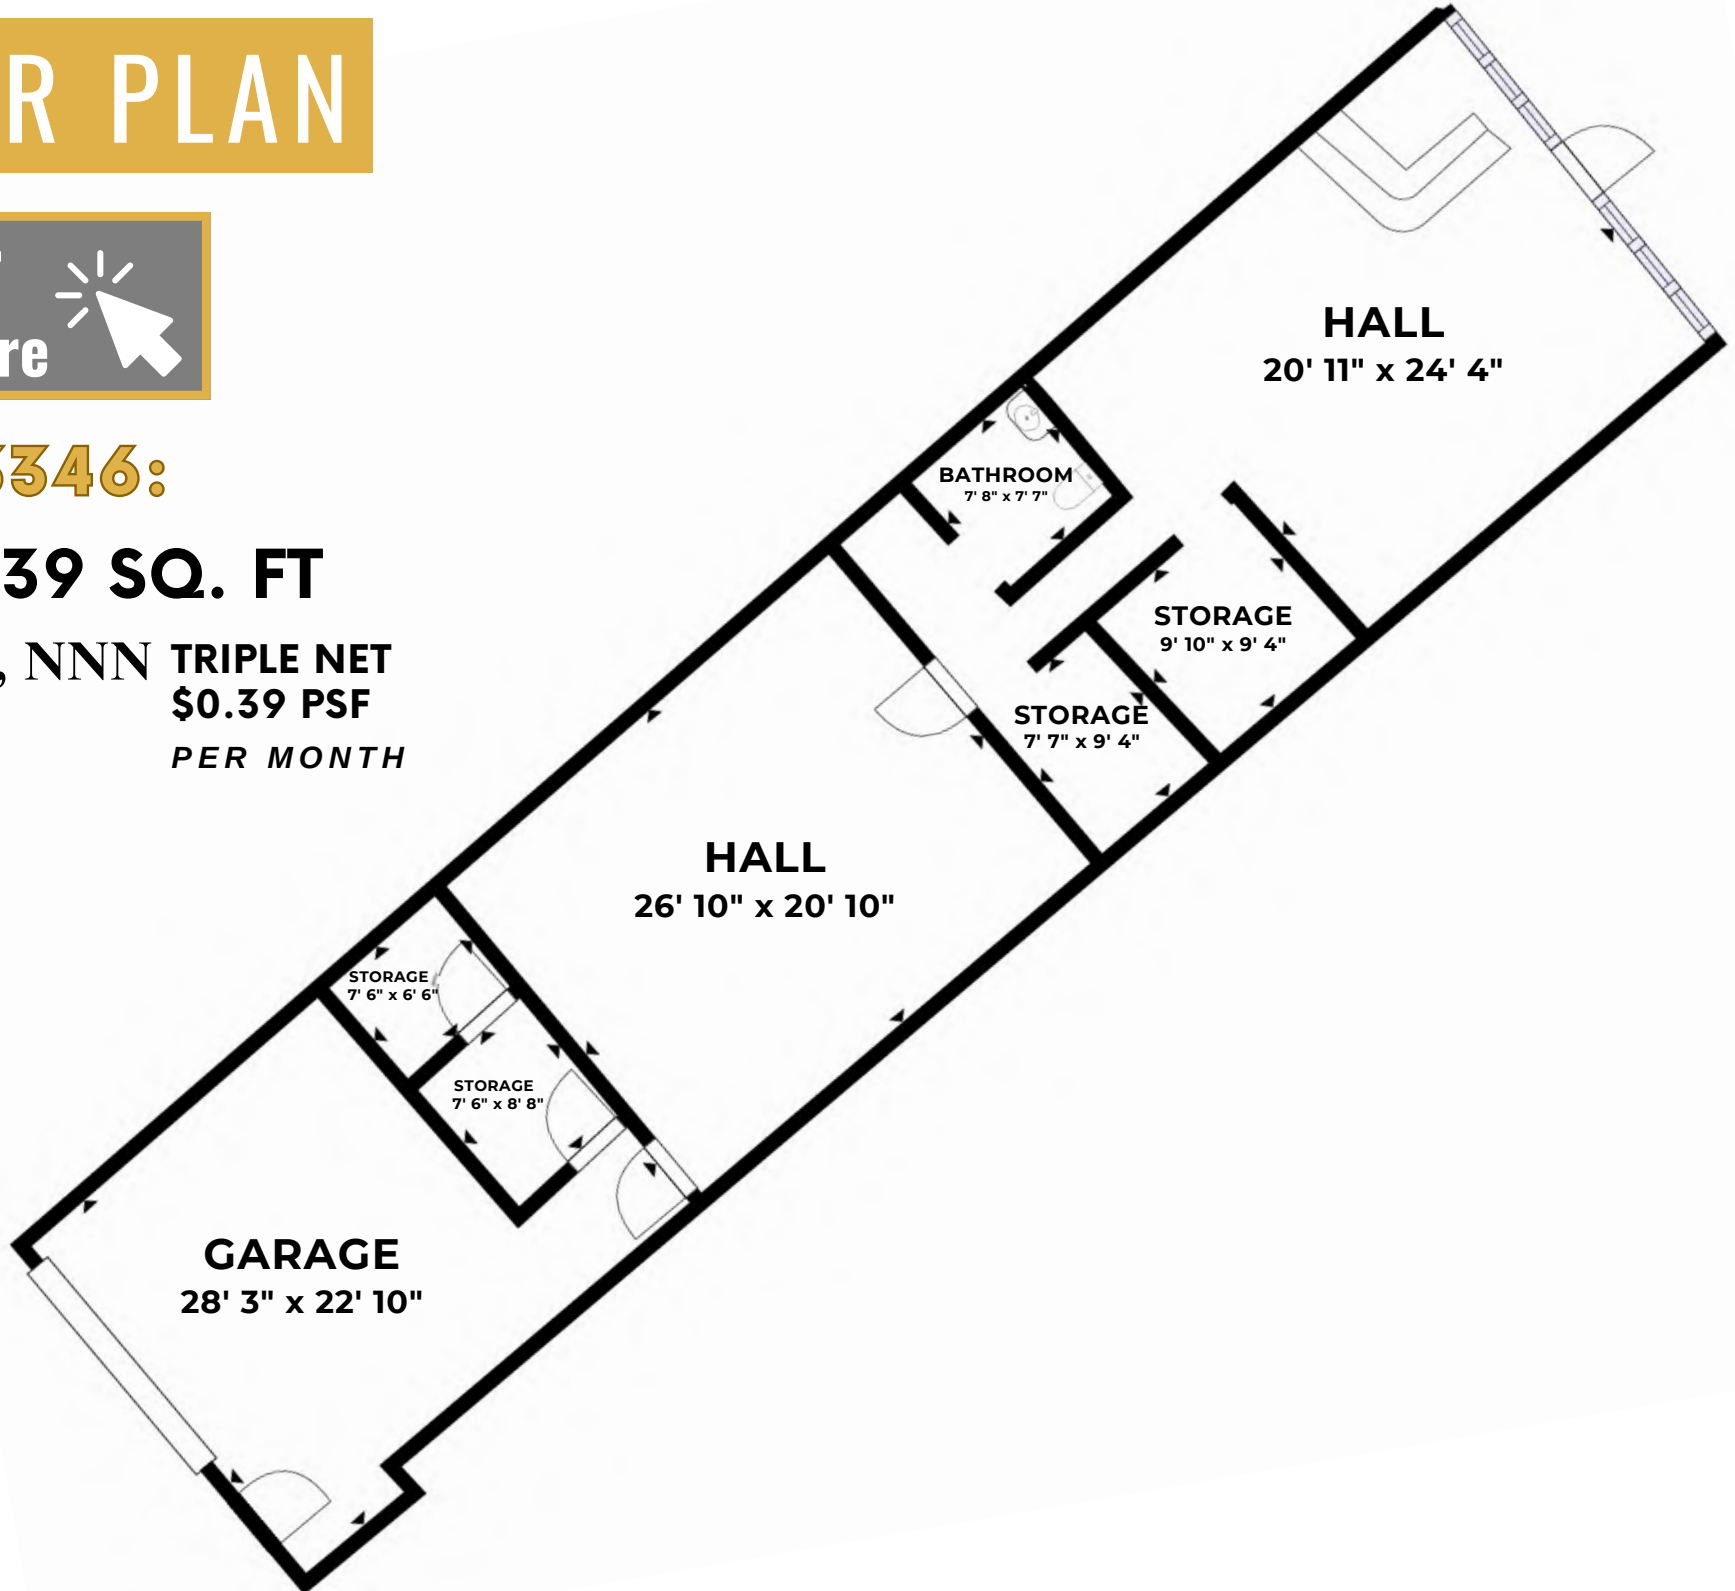 R PLAN
re
3346:
39 SQ. FT
, NNN TRIPLE NET
$0.39 PSF
PER MONTH
HALL
20' 11" x 24' 4"
BATHROOM
7' 8" x 7' 7"
STORAGE
9' 10" x 9' 4"
STORAGE
7' 7" x 9' 4"
HALL
26' 10" x 20' 10"
STORAGE
7' 6" x 6' 6"
STORAGE
7' 6" x 8' 8"
GARAGE
28' 3" x 22' 10"